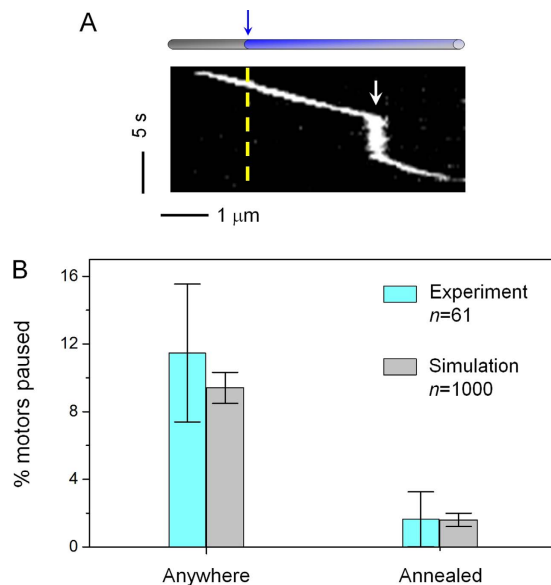 A
5 s
1 μm
B
% motors paused
16
12
8
4
0
Experiment
n=61
Simulation
n=1000
Anywhere
Annealed